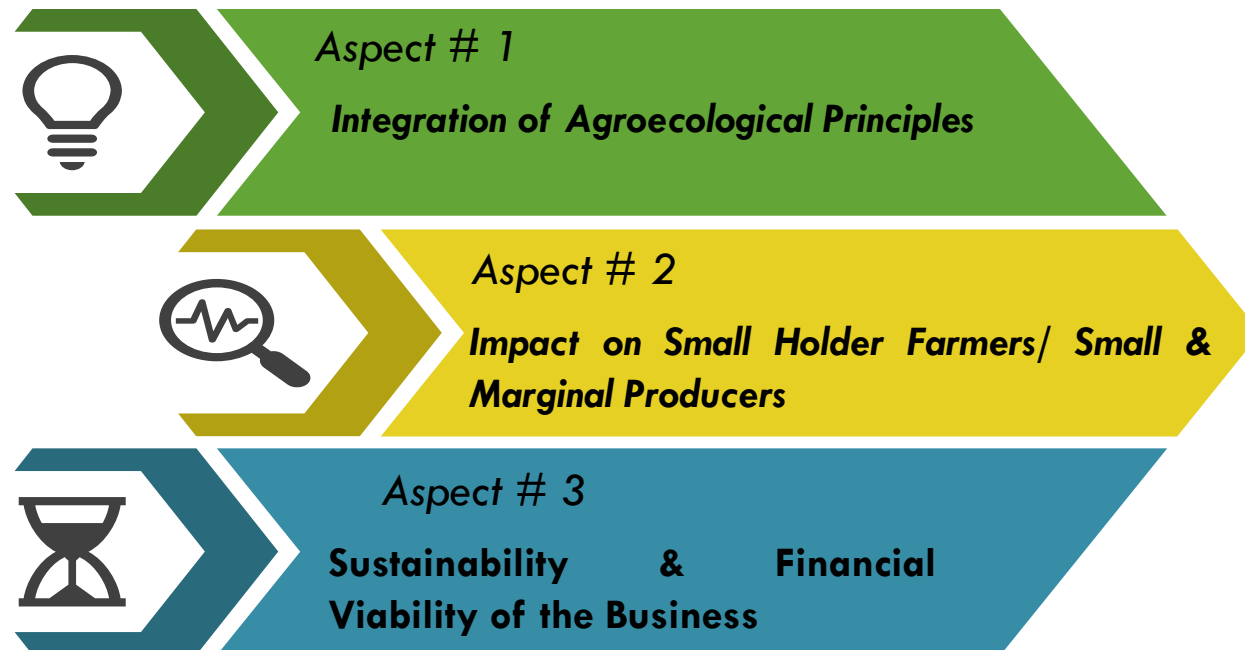 Aspect # 1
Integration of Agroecological Principles
Aspect # 2
Impact on Small Holder Farmers/ Small &
Marginal Producers
Aspect # 3
Sustainability & Financial
Viability of the Business